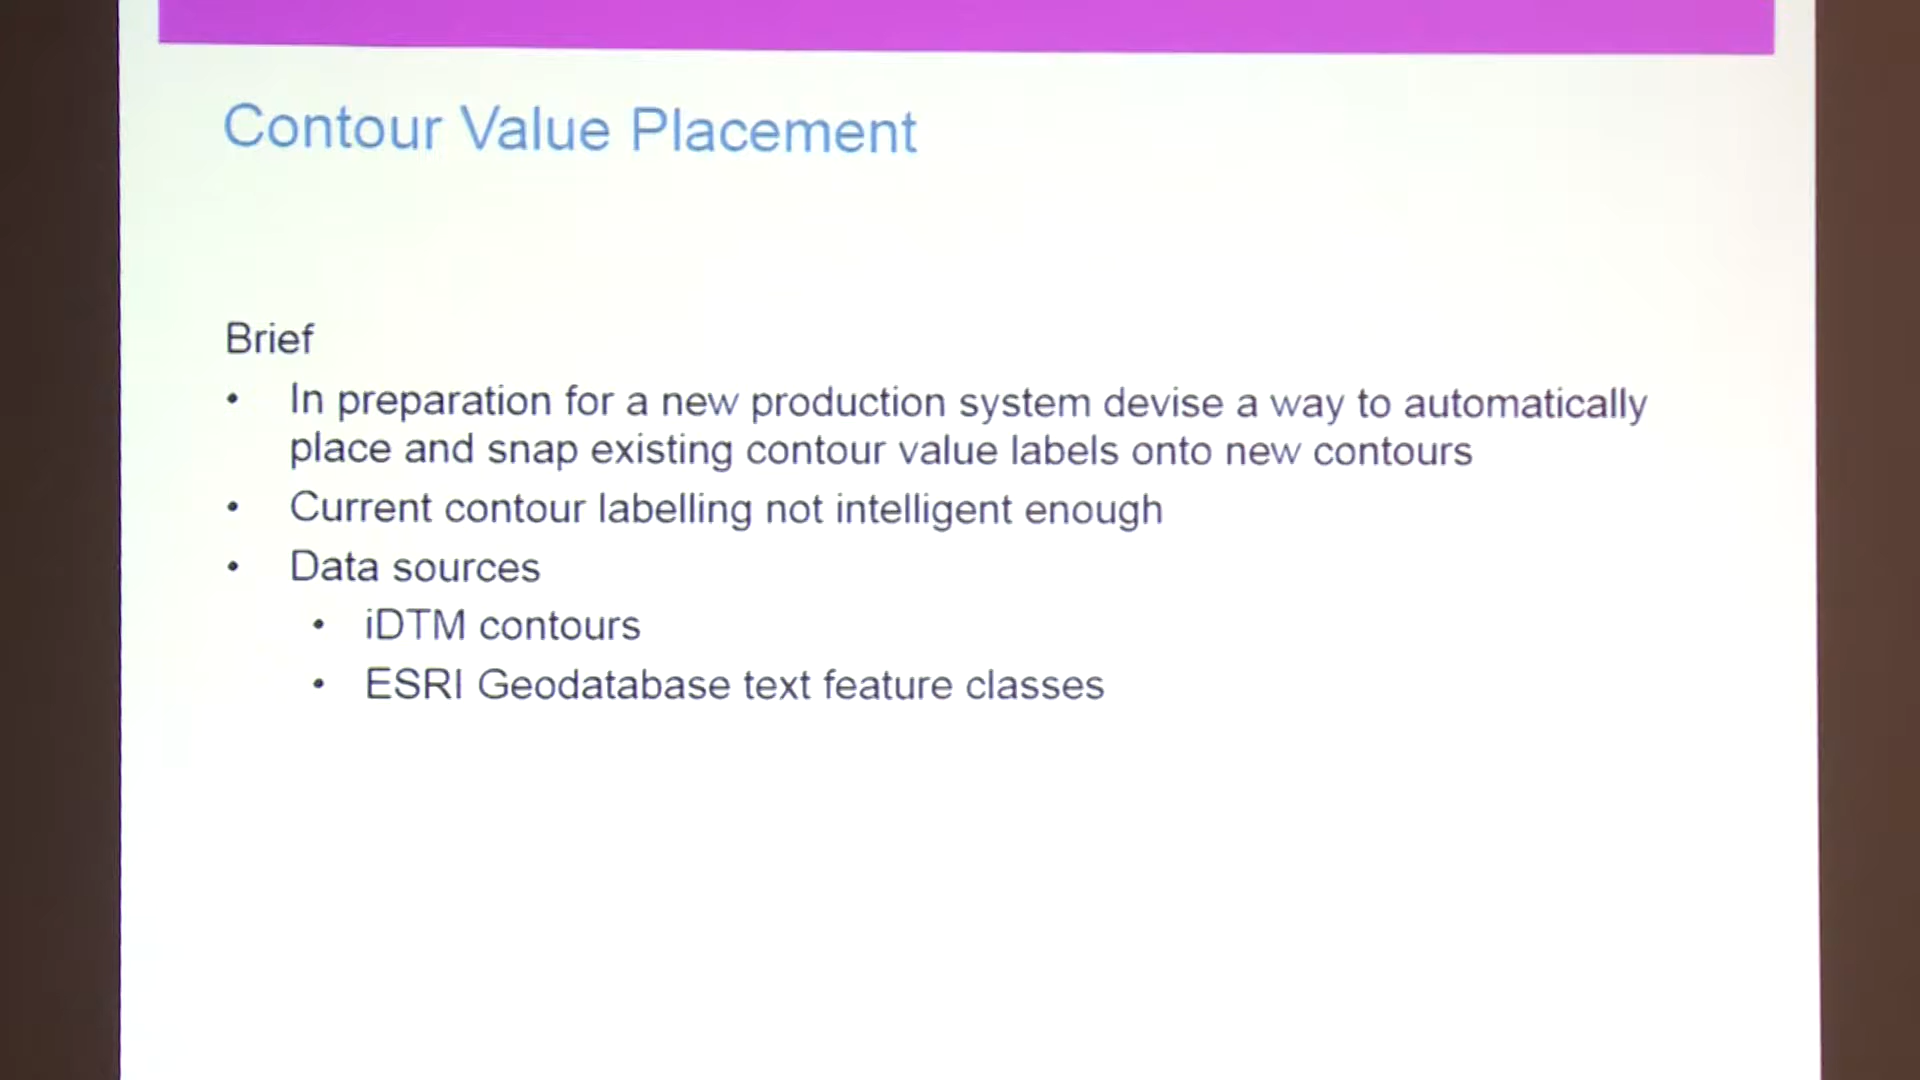 Contour Value Placement
Brief
• In preparation for a new production system devise a way to automatically
place and snap existing contour value labels onto new contours
• Current contour labelling not intelligent enough
• Data sources
• iDTM contours
• ESRI Geodatabase text feature classes